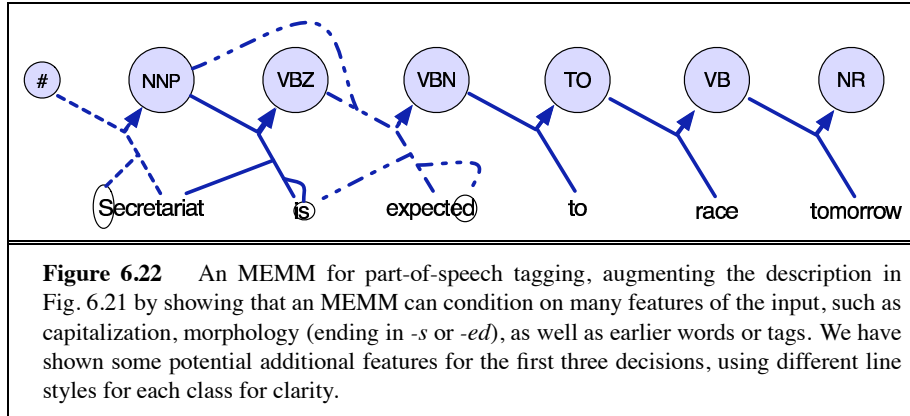 # NNP VBZ VBN TO VB NR
Secretariat is expected to race tomorrow
Figure 6.22 An MEMM for part-of-speech tagging, augmenting the description in
Fig. 6.21 by showing that an MEMM can condition on many features of the input, such as
capitalization, morphology (ending in -s or -ed), as well as earlier words or tags. We have
shown some potential additional features for the first three decisions, using different line
styles for each class for clarity.